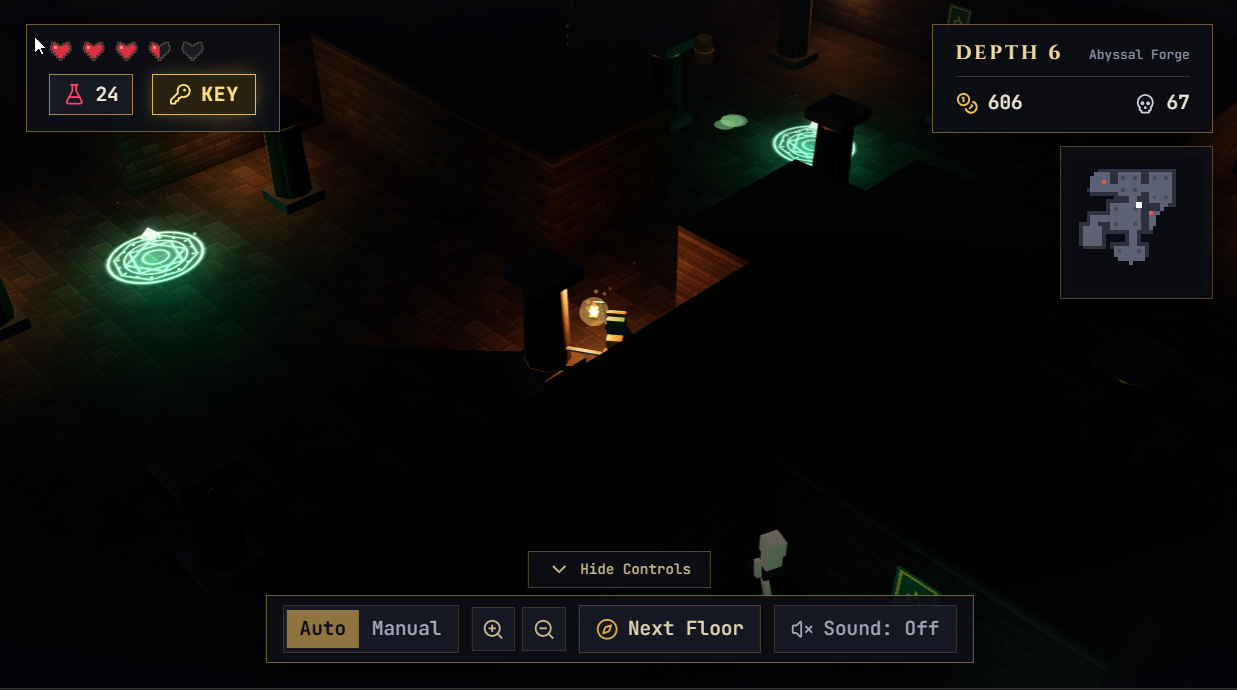 24
KEY
DEPTH 6 Abyssal Forge
606 67
Hide Controls
Auto Manual Next Floor Sound: Off